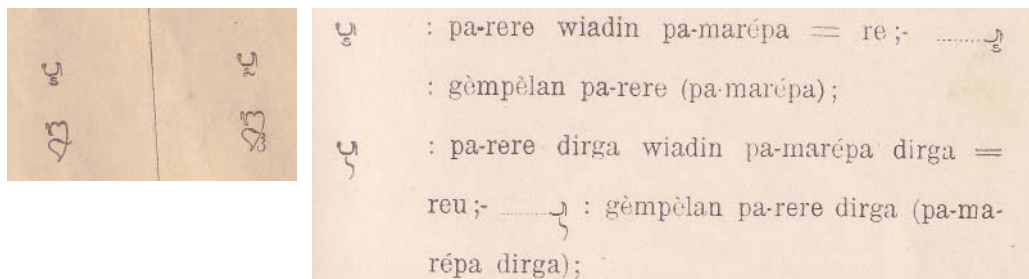 ᬋ : pa-rere wiadin pa-marépa = re ;- ..........
: gèmpèlan pa-rere (pa-marépa) ;
ᬌ : pa-rere dirga wiadin pa-marépa dirga =
reu ;- .......... : gèmpèlan pa-rere dirga (pa-ma-
répa dirga) ;